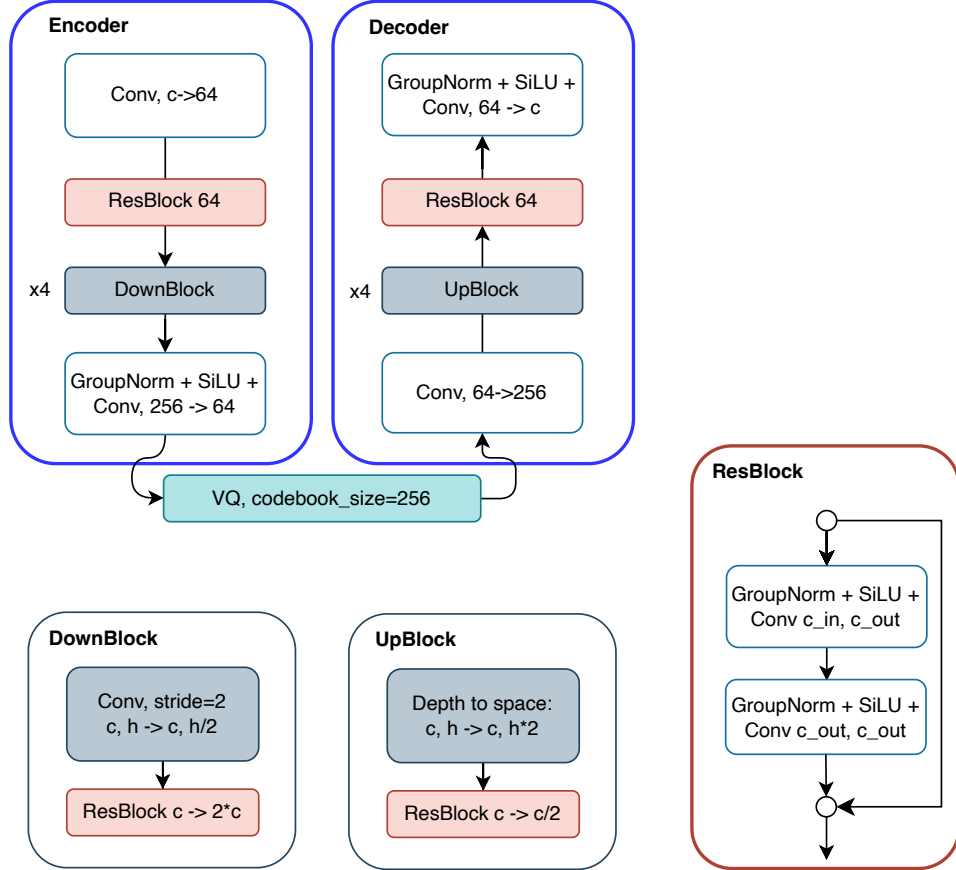 Encoder
Conv, c->64
ResBlock 64
x4
DownBlock
GroupNorm + SiLU +
Conv, 256 -> 64
Decoder
GroupNorm + SiLU +
Conv, 64 -> c
ResBlock 64
x4
UpBlock
Conv, 64->256
VQ, codebook_size=256
DownBlock
Conv, stride=2
c, h -> c, h/2
ResBlock c -> 2*c
UpBlock
Depth to space:
c, h -> c, h*2
ResBlock c -> c/2
ResBlock
GroupNorm + SiLU +
Conv c_in, c_out
GroupNorm + SiLU +
Conv c_out, c_out